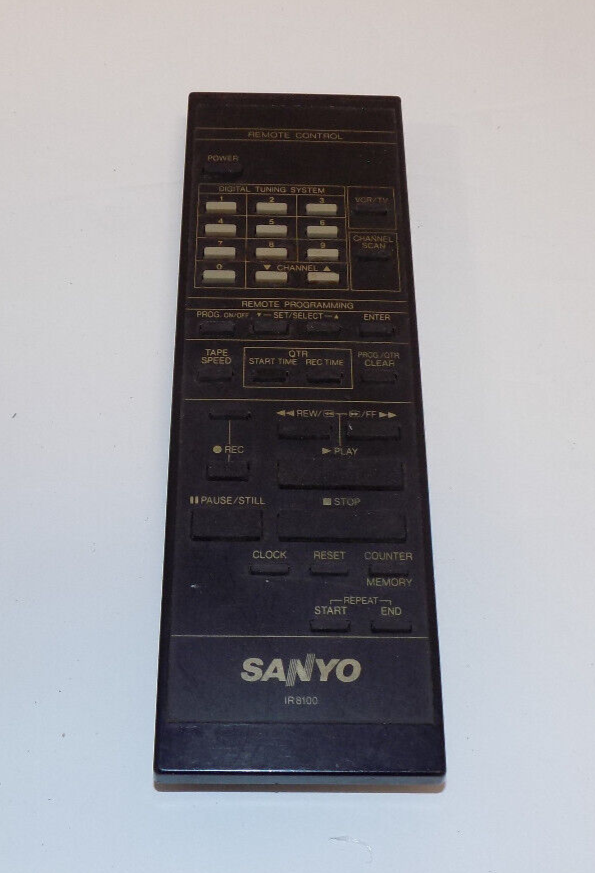 REMOTE CONTROL
POWER
DIGITAL TUNING SYSTEM
1 2 3 VCR/TV
4 5 6
CHANNEL
SCAN
7 8 9
0 ▼ CHANNEL ▲
REMOTE PROGRAMMING
PROG. ON/OFF ▼ SET/SELECT ▲ ENTER
TAPE
SPEED
QTR
START TIME REC TIME
PROG./QTR
CLEAR
◀◀ REW/ /FF ▶▶
● REC ▶ PLAY
❚❚ PAUSE/STILL ■ STOP
CLOCK RESET COUNTER
MEMORY
REPEAT
START END
SANYO
IR 8100